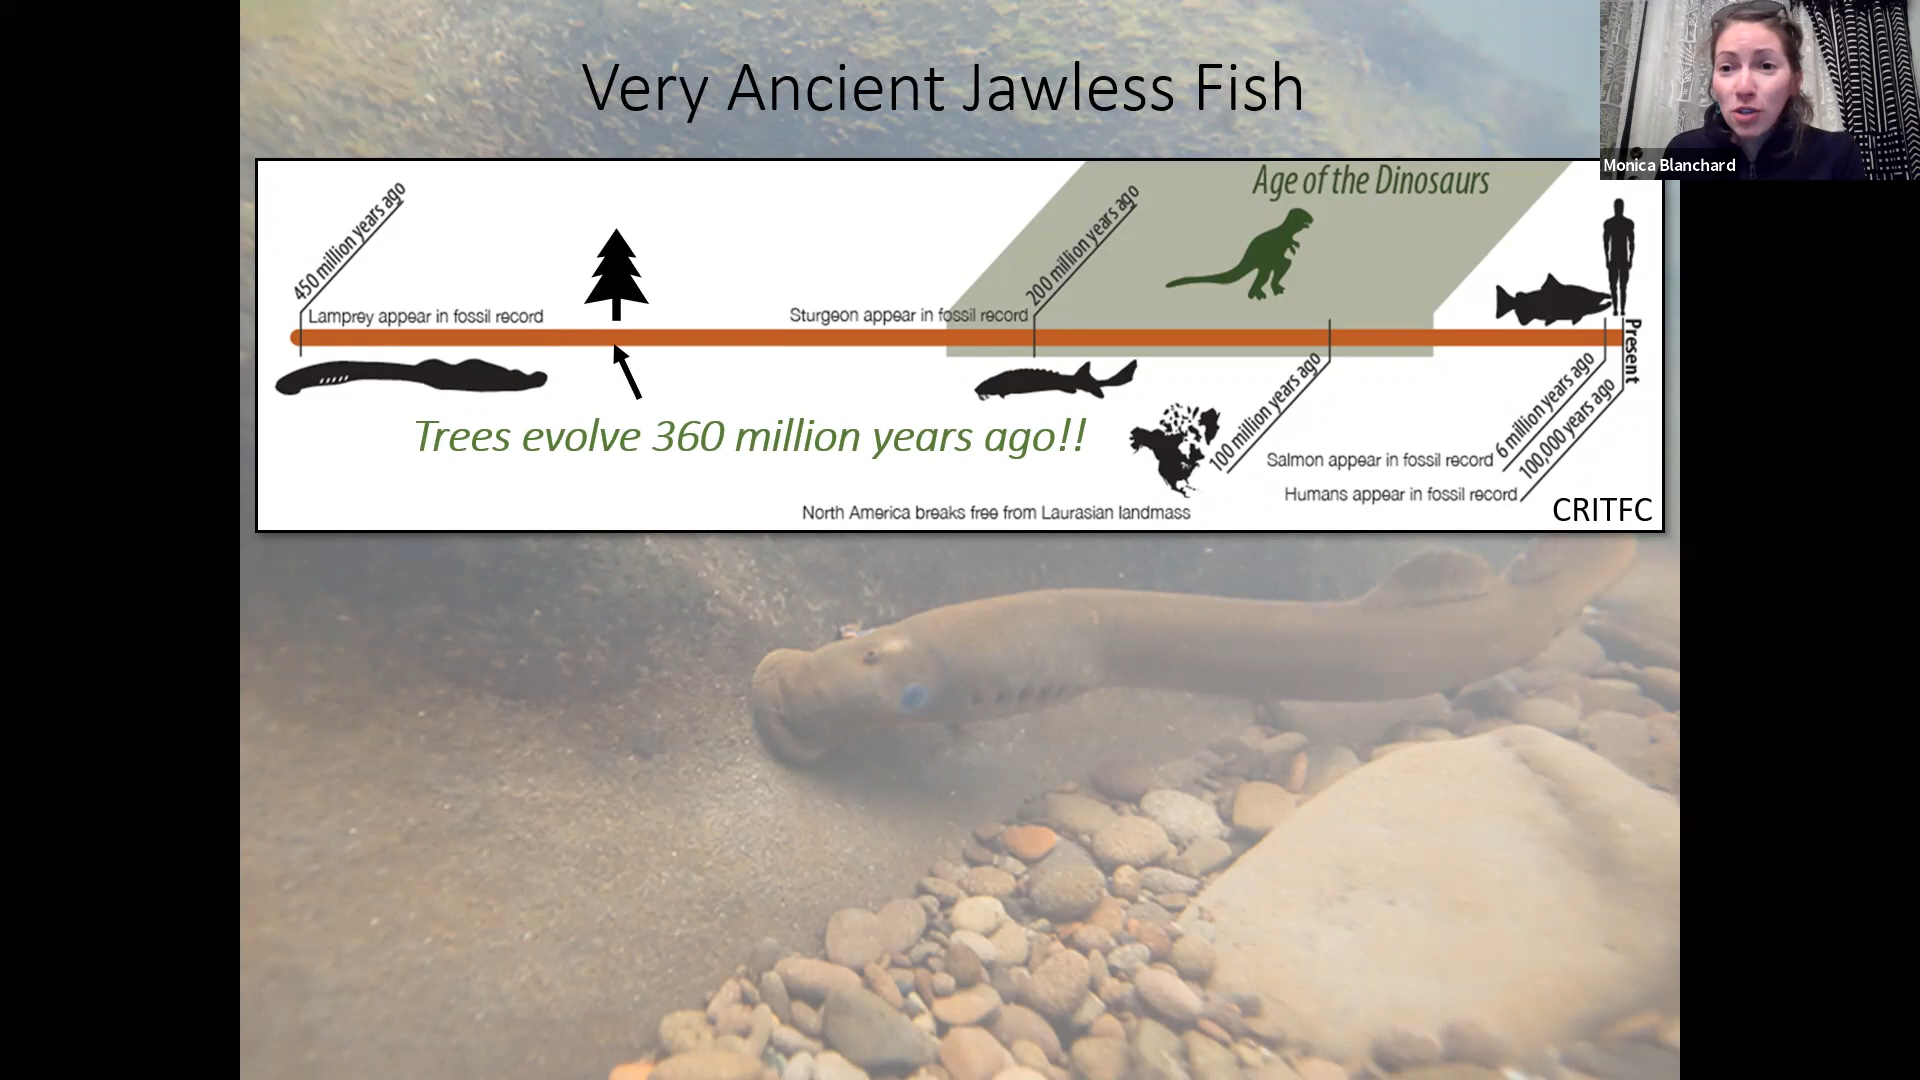 Very Ancient Jawless Fish
Monica Blanchard
Age of the Dinosaurs
450 million years ago
200 million years ago
Lamprey appear in fossil record
Sturgeon appear in fossil record
Present
Trees evolve 360 million years ago!!
100 million years ago
6 million years ago
100,000 years ago
Salmon appear in fossil record
Humans appear in fossil record
North America breaks free from Laurasian landmass
CRITFC